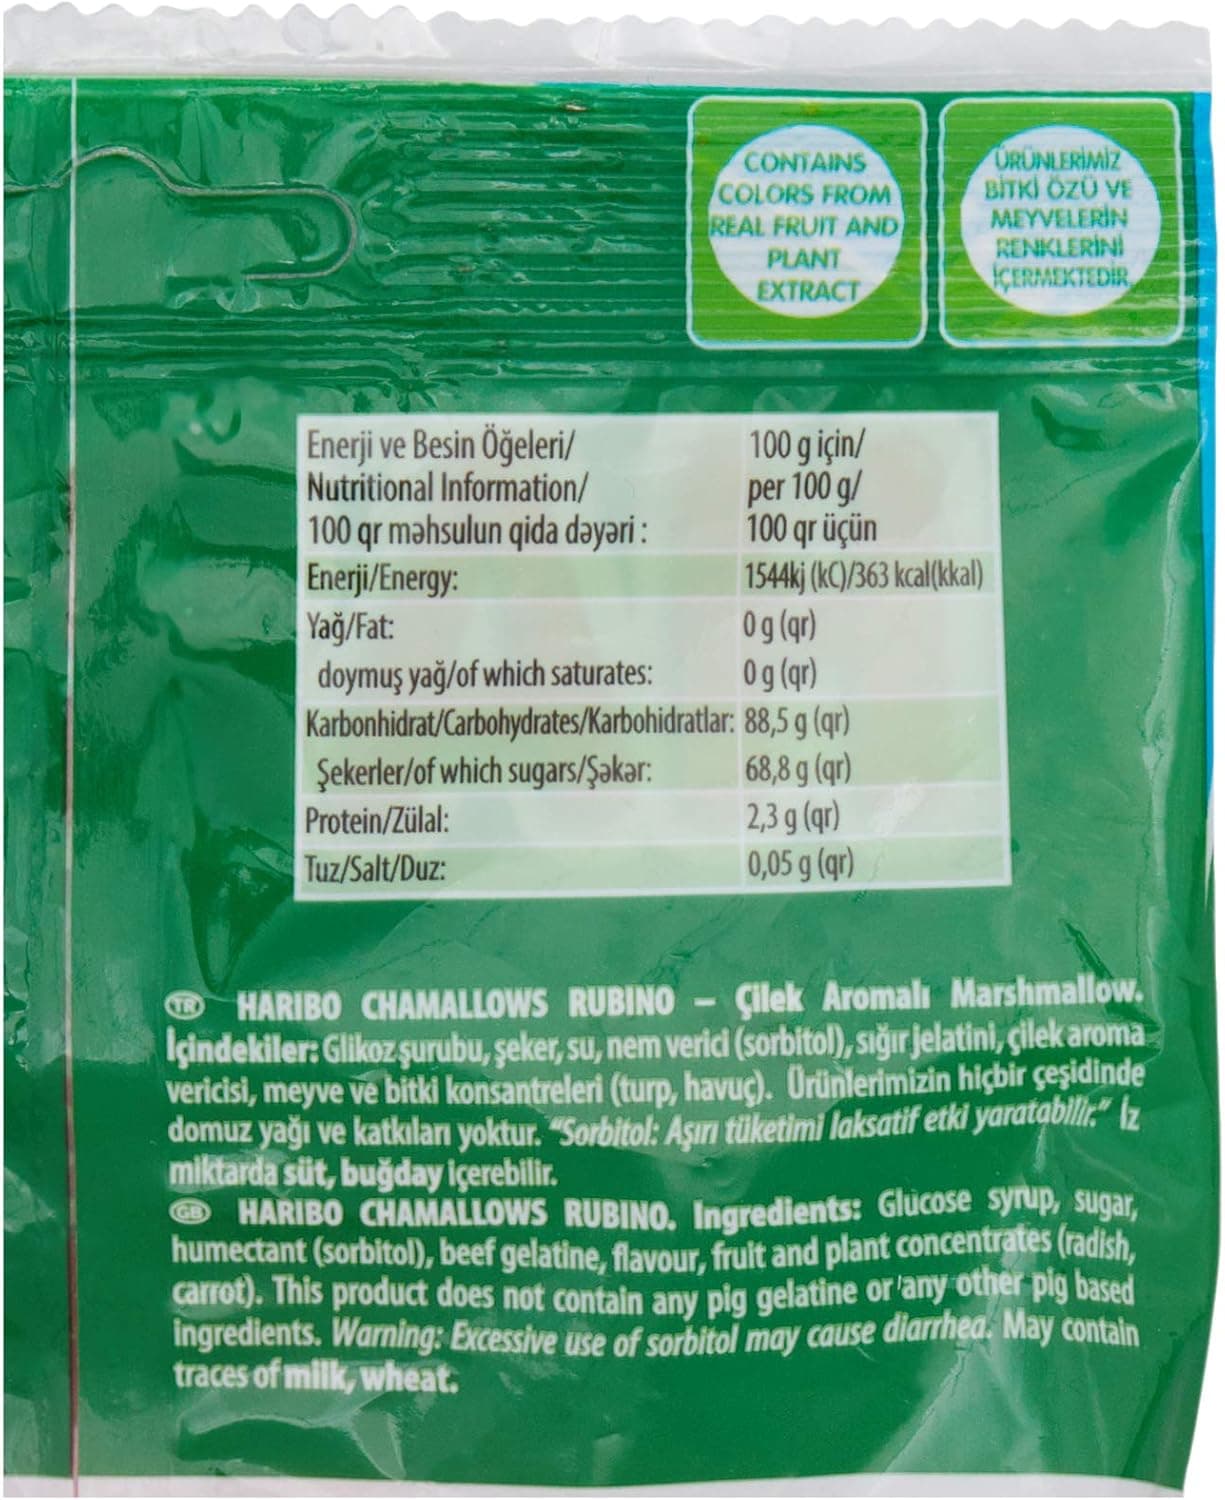 CONTAINS
COLORS FROM
REAL FRUIT AND
PLANT
EXTRACT
ÜRÜNLERİMİZ
BİTKİ ÖZÜ VE
MEYVELERİN
RENKLERİNİ
İÇERMEKTEDİR.
Enerji ve Besin Öğeleri/ 100 g için/
Nutritional Information/ per 100 g/
100 qr məhsulun qida dəyəri : 100 qr üçün
Enerji/Energy: 1544kj (kC)/363 kcal(kkal)
Yağ/Fat: 0 g (qr)
doymuş yağ/of which saturates: 0 g (qr)
Karbonhidrat/Carbohydrates/Karbohidratlar: 88,5 g (qr)
Şekerler/of which sugars/Şəkər: 68,8 g (qr)
Protein/Zülal: 2,3 g (qr)
Tuz/Salt/Duz: 0,05 g (qr)
TR HARIBO CHAMALLOWS RUBINO – Çilek Aromalı Marshmallow.
İçindekiler: Glikoz şurubu, şeker, su, nem verici (sorbitol), sığır jelatini, çilek aroma
vericisi, meyve ve bitki konsantreleri (turp, havuç). Ürünlerimizin hiçbir çeşidinde
domuz yağı ve katkıları yoktur. "Sorbitol: Aşırı tüketimi laksatif etki yaratabilir." İz
miktarda süt, buğday içerebilir.
GB HARIBO CHAMALLOWS RUBINO. Ingredients: Glucose syrup, sugar,
humectant (sorbitol), beef gelatine, flavour, fruit and plant concentrates (radish,
carrot). This product does not contain any pig gelatine or any other pig based
ingredients. Warning: Excessive use of sorbitol may cause diarrhea. May contain
traces of milk, wheat.